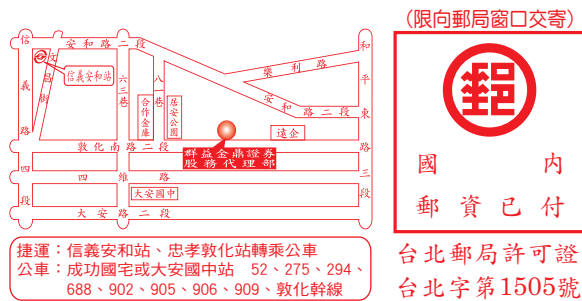 信義路四段
安和路二段
和平東路三段
文昌街
信義安和站
六三巷
八一巷
樂利路
安和路二段
合作金庫
居安公園
遠企
敦化南路二段
群益金鼎證券
股務代理部
四維路
大安國中
大安路二段
捷運：信義安和站、忠孝敦化站轉乘公車
公車：成功國宅或大安國中站 52、275、294、
688、902、905、906、909、敦化幹線
(限向郵局窗口交寄)
郵
國內
郵資已付
台北郵局許可證
台北字第1505號